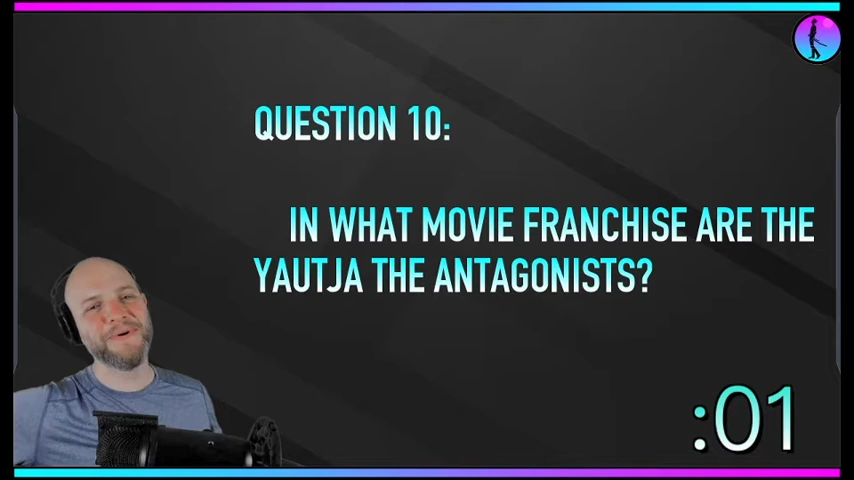 QUESTION 10:
IN WHAT MOVIE FRANCHISE ARE THE
YAUTJA THE ANTAGONISTS?
:01